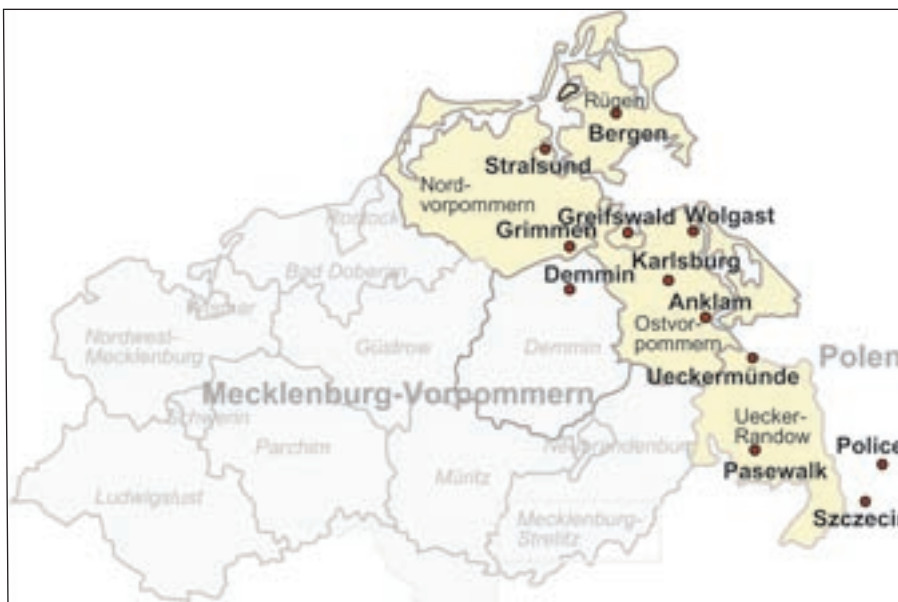 Rügen
Bergen
Stralsund
Nord-
vorpommern
Greifswald
Wolgast
Rostock
Grimmen
Bad Doberan
Karlsburg
Demmin
Wismar
Anklam
Nordwest-
Mecklenburg
Güstrow
Demmin
Ostvor-
pommern
Polen
Ueckermünde
Mecklenburg-Vorpommern
Schwerin
Uecker-
Randow
Parchim
Neubrandenburg
Police
Pasewalk
Müritz
Ludwigslust
Szczecin
Mecklenburg-
Strelitz